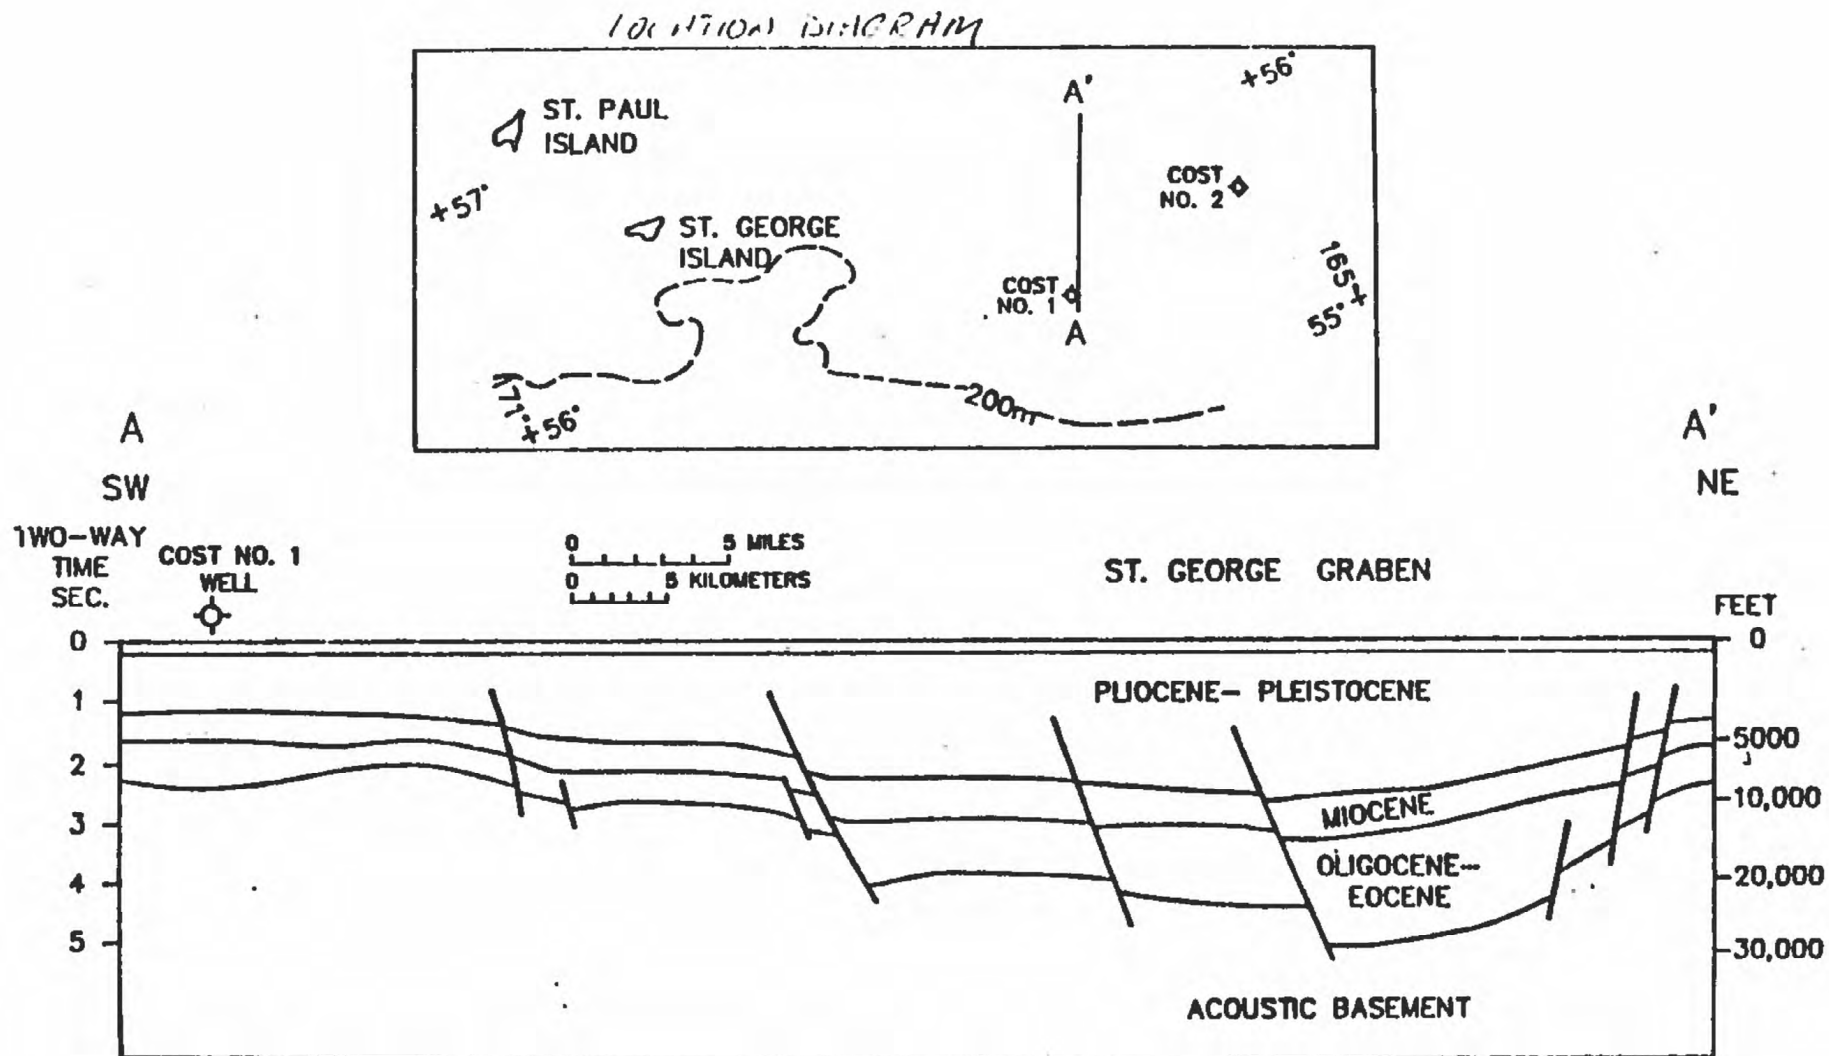 LOCATION DIAGRAM
+56°
A'
ST. PAUL
ISLAND
COST
NO. 2
+57°
ST. GEORGE
ISLAND
165°
COST
NO. 1
55°
A
200m
171°
+56°
A
A'
SW
NE
TWO-WAY
TIME
SEC.
COST NO. 1
WELL
0 5 MILES
0 5 KILOMETERS
ST. GEORGE GRABEN
FEET
0
0
PLIOCENE- PLEISTOCENE
1
5000
2
10,000
MIOCENE
3
OLIGOCENE-
EOCENE
4
20,000
5
30,000
ACOUSTIC BASEMENT